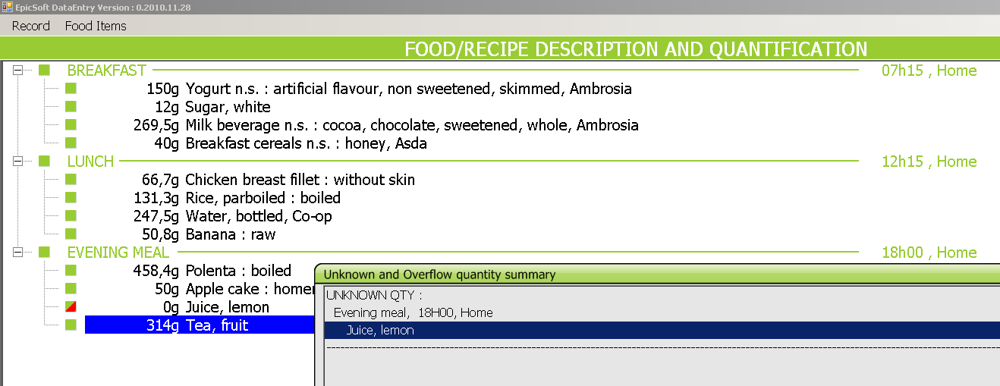 EpicSoft DataEntry Version : 0.2010.11.28
Record Food Items
FOOD/RECIPE DESCRIPTION AND QUANTIFICATION
BREAKFAST 07h15 , Home
150g Yogurt n.s. : artificial flavour, non sweetened, skimmed, Ambrosia
12g Sugar, white
269,5g Milk beverage n.s. : cocoa, chocolate, sweetened, whole, Ambrosia
40g Breakfast cereals n.s. : honey, Asda
LUNCH 12h15 , Home
66,7g Chicken breast fillet : without skin
131,3g Rice, parboiled : boiled
247,5g Water, bottled, Co-op
50,8g Banana : raw
EVENING MEAL 18h00 , Home
458,4g Polenta : boiled
50g Apple cake : homer
0g Juice, lemon
314g Tea, fruit
Unknown and Overflow quantity summary
UNKNOWN QTY :
Evening meal, 18H00, Home
Juice, lemon